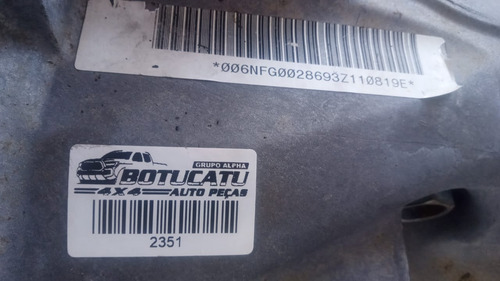 *006NFG0028693Z110819E*
GRUPO ALPHA
BOTUCATU
4X4 AUTO PEÇAS
2351